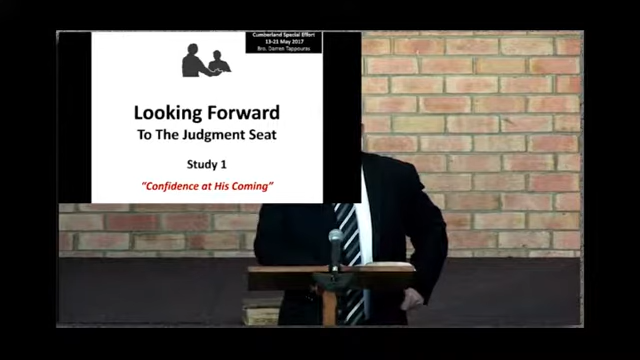 Cumberland Special Effort
13-21 May 2017
Bro. Darren Tappouras
Looking Forward
To The Judgment Seat
Study 1
"Confidence at His Coming"